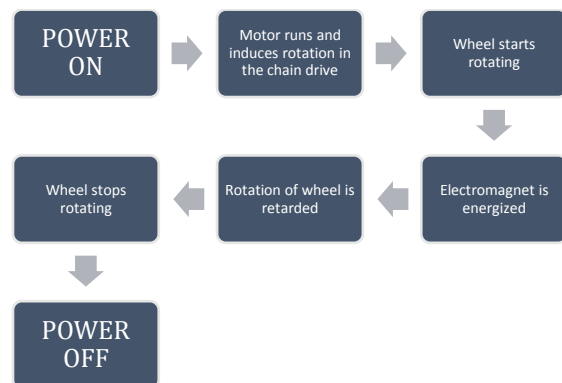 POWER
ON
Motor runs and
induces rotation in
the chain drive
Wheel starts
rotating
Electromagnet is
energized
Rotation of wheel is
retarded
Wheel stops
rotating
POWER
OFF